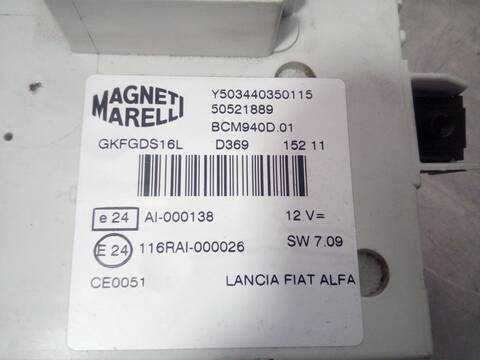 MAGNETI
MARELLI
Y503440350115
50521889
BCM940D.01
GKFGDS16L D369 152 11
e 24 AI-000138 12 V=
E 24 116RAI-000026 SW 7.09
CE0051 LANCIA FIAT ALFA